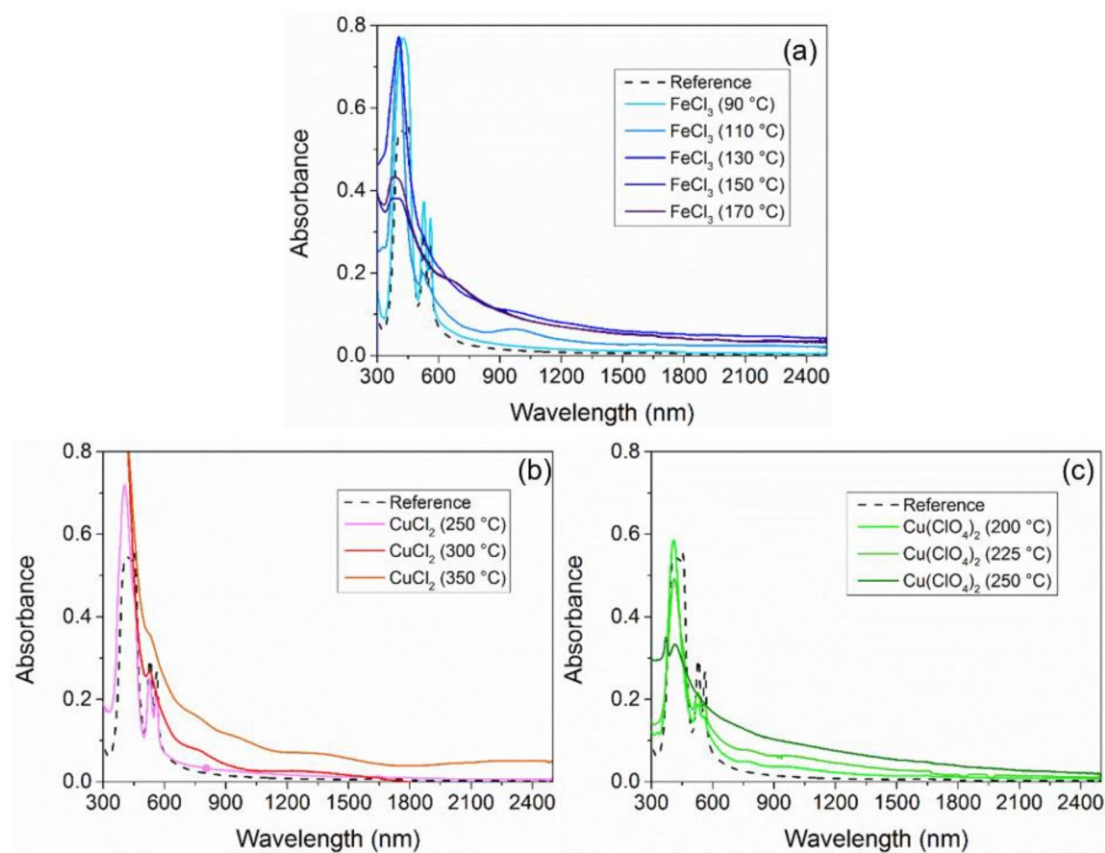 (a)
0.8
0.6
0.4
0.2
0.0
Absorbance
Reference
FeCl₃ (90 °C)
FeCl₃ (110 °C)
FeCl₃ (130 °C)
FeCl₃ (150 °C)
FeCl₃ (170 °C)
300 600 900 1200 1500 1800 2100 2400
Wavelength (nm)
(b)
0.8
0.6
0.4
0.2
0.0
Absorbance
Reference
CuCl₂ (250 °C)
CuCl₂ (300 °C)
CuCl₂ (350 °C)
300 600 900 1200 1500 1800 2100 2400
Wavelength (nm)
(c)
0.8
0.6
0.4
0.2
0.0
Absorbance
Reference
Cu(ClO₄)₂ (200 °C)
Cu(ClO₄)₂ (225 °C)
Cu(ClO₄)₂ (250 °C)
300 600 900 1200 1500 1800 2100 2400
Wavelength (nm)